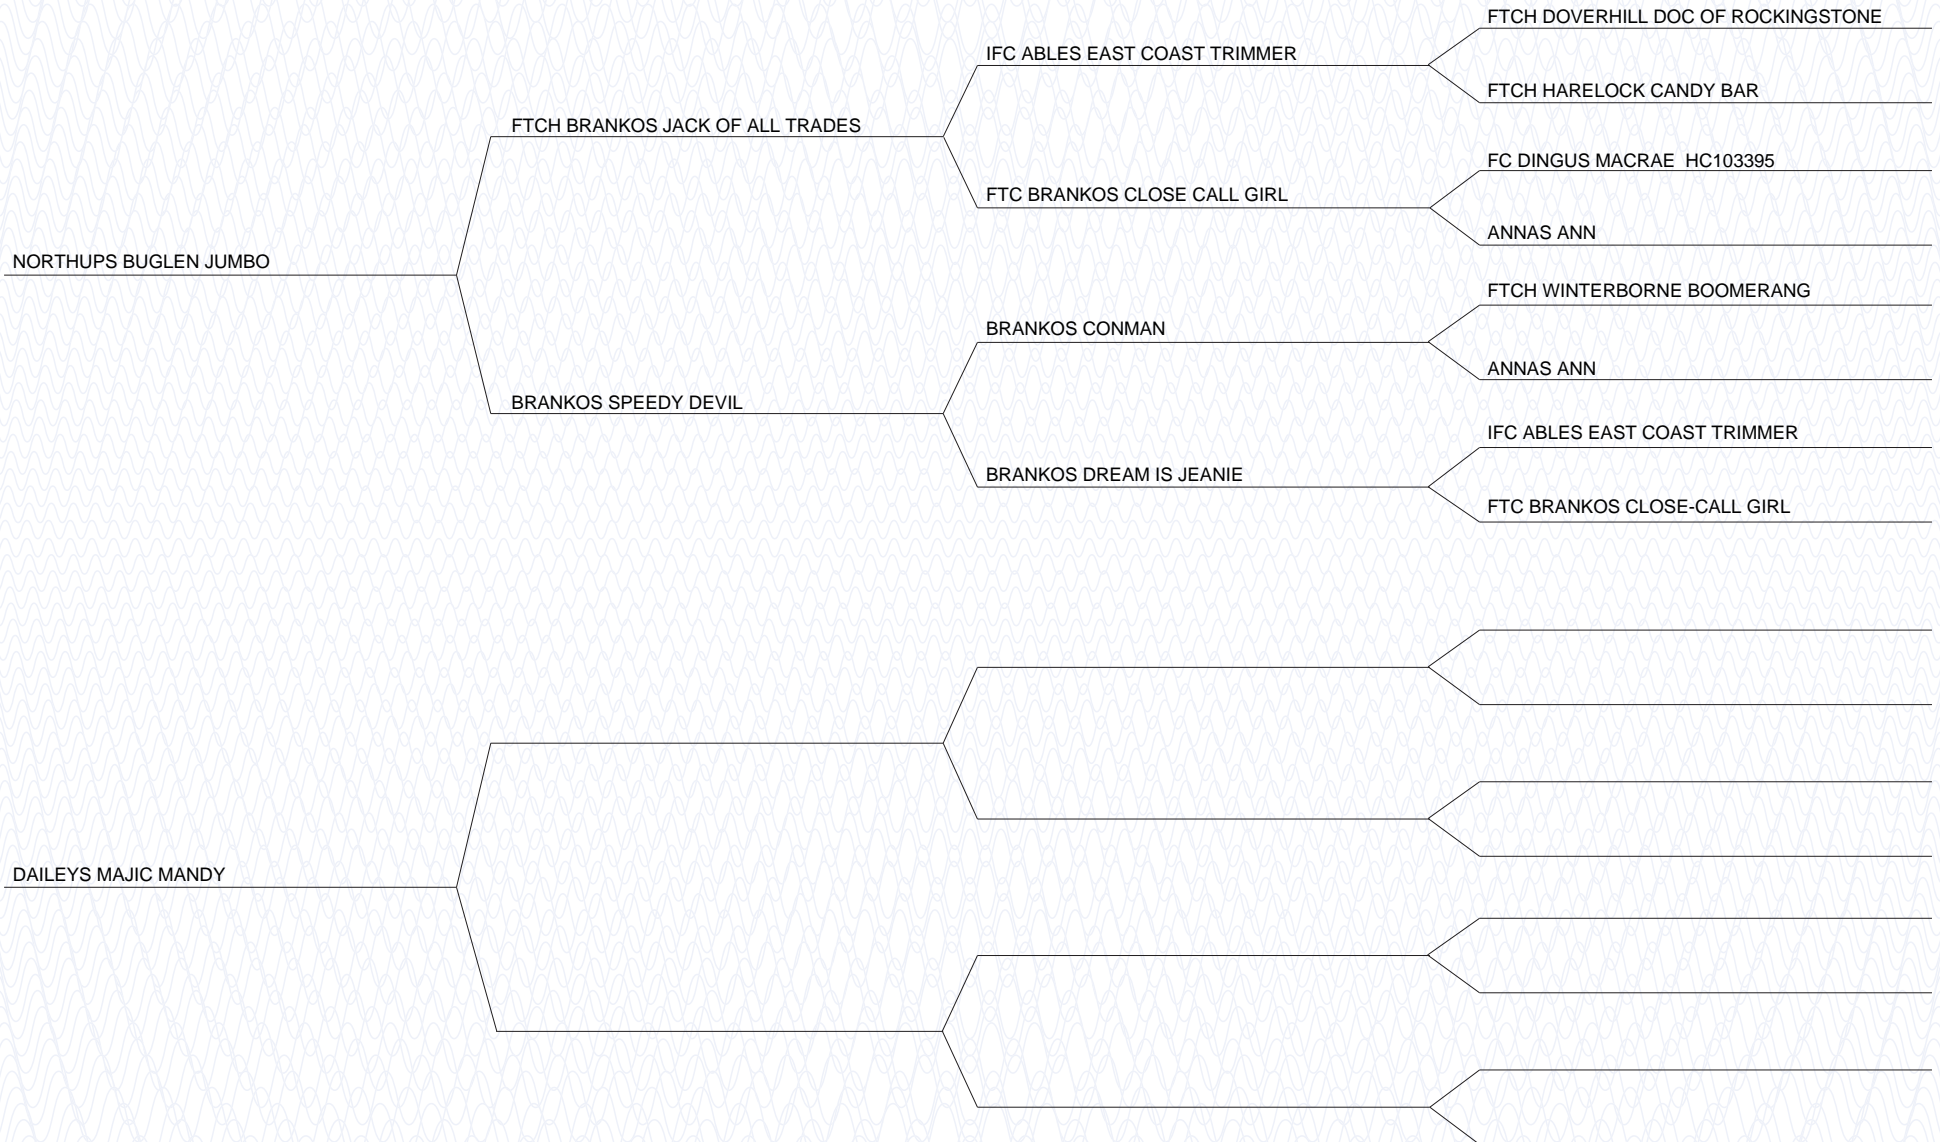 FTCH DOVERHILL DOC OF ROCKINGSTONE
IFC ABLES EAST COAST TRIMMER
FTCH HARELOCK CANDY BAR
FTCH BRANKOS JACK OF ALL TRADES
FC DINGUS MACRAE  HC103395
FTC BRANKOS CLOSE CALL GIRL
ANNAS ANN
NORTHUPS BUGLEN JUMBO
FTCH WINTERBORNE BOOMERANG
BRANKOS CONMAN
ANNAS ANN
BRANKOS SPEEDY DEVIL
IFC ABLES EAST COAST TRIMMER
BRANKOS DREAM IS JEANIE
FTC BRANKOS CLOSE-CALL GIRL
DAILEYS MAJIC MANDY